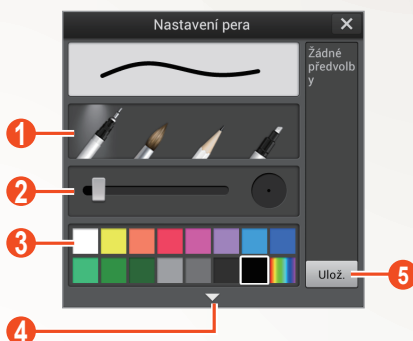 Nastavení pera
Žádné
předvolb
y
1
2
3
Ulož.
5
4